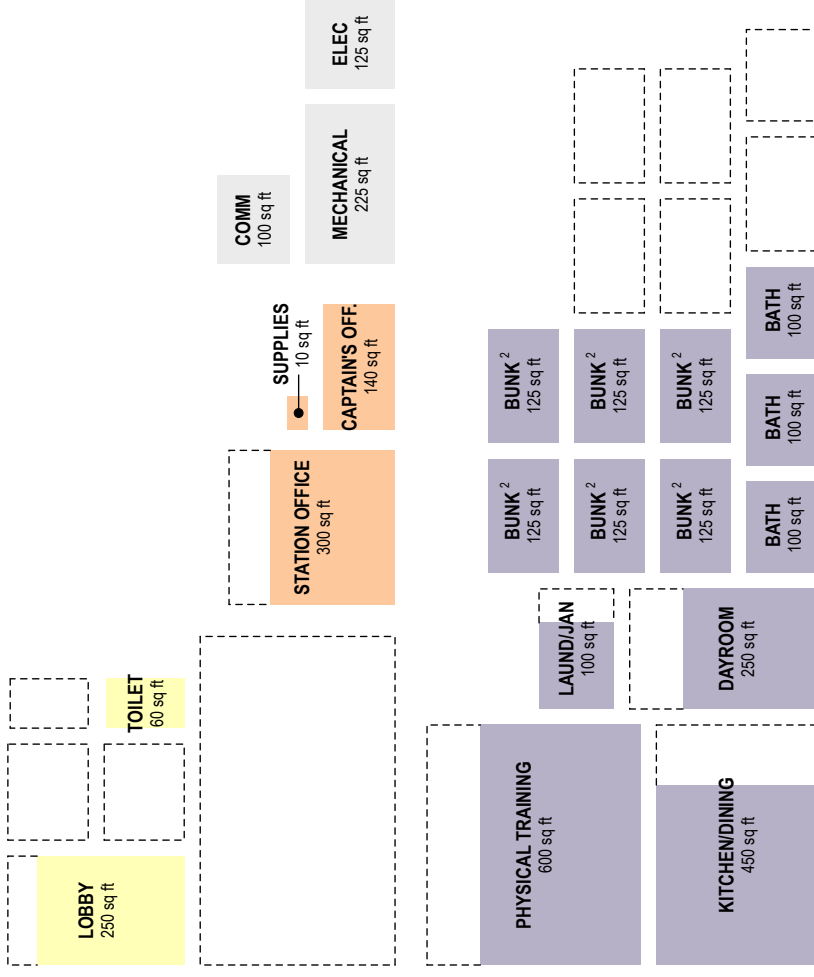 LOBBY
250 sq ft
TOILET
60 sq ft
STATION OFFICE
300 sq ft
SUPPLIES
10 sq ft
CAPTAIN'S OFF.
140 sq ft
COMM
100 sq ft
MECHANICAL
225 sq ft
ELEC
125 sq ft
PHYSICAL TRAINING
600 sq ft
KITCHEN/DINING
450 sq ft
LAUND/JAN
100 sq ft
DAYROOM
250 sq ft
BUNK 2
125 sq ft
BUNK 2
125 sq ft
BUNK 2
125 sq ft
BUNK 2
125 sq ft
BUNK 2
125 sq ft
BUNK 2
125 sq ft
BATH
100 sq ft
BATH
100 sq ft
BATH
100 sq ft